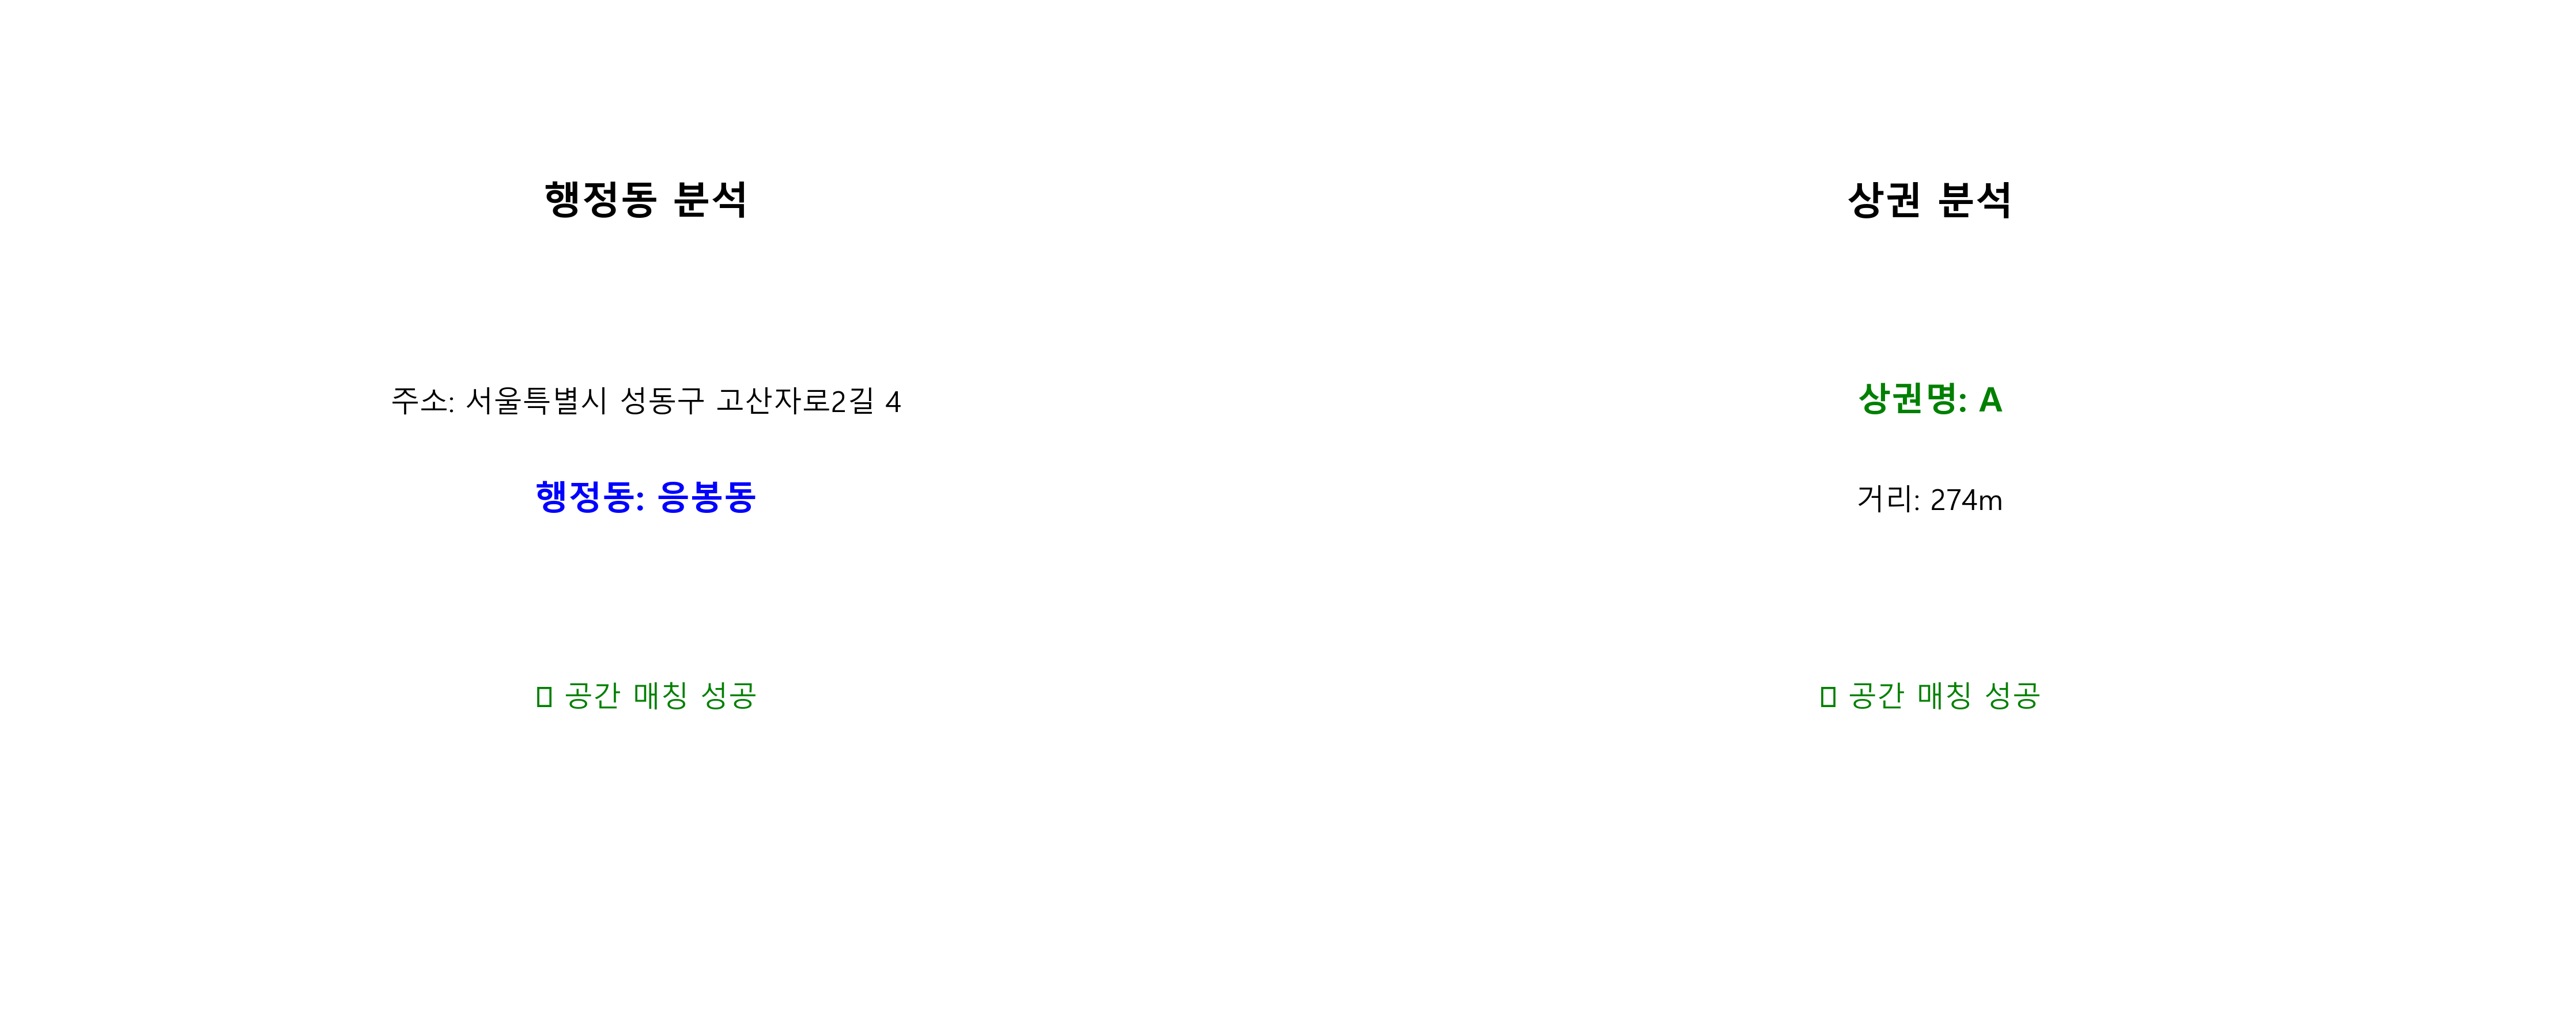 행정동 분석
주소: 서울특별시 성동구 고산자로2길 4
행정동: 응봉동
▯ 공간 매칭 성공
상권 분석
상권명: A
거리: 274m
▯ 공간 매칭 성공